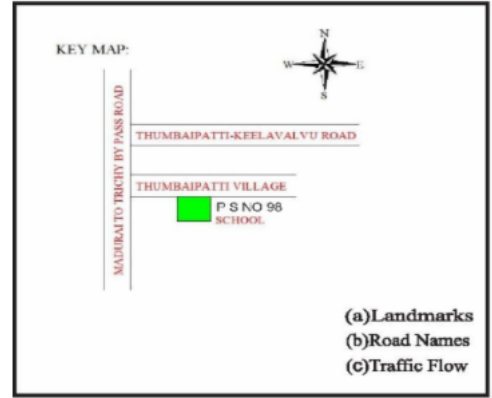 KEY MAP:
N
W
E
S
MADURAI TO TRICHY BY PASS ROAD
THUMBAIPATTI-KEELAVALVU ROAD
THUMBAIPATTI VILLAGE
P S NO 98
SCHOOL
(a)Landmarks
(b)Road Names
(c)Traffic Flow